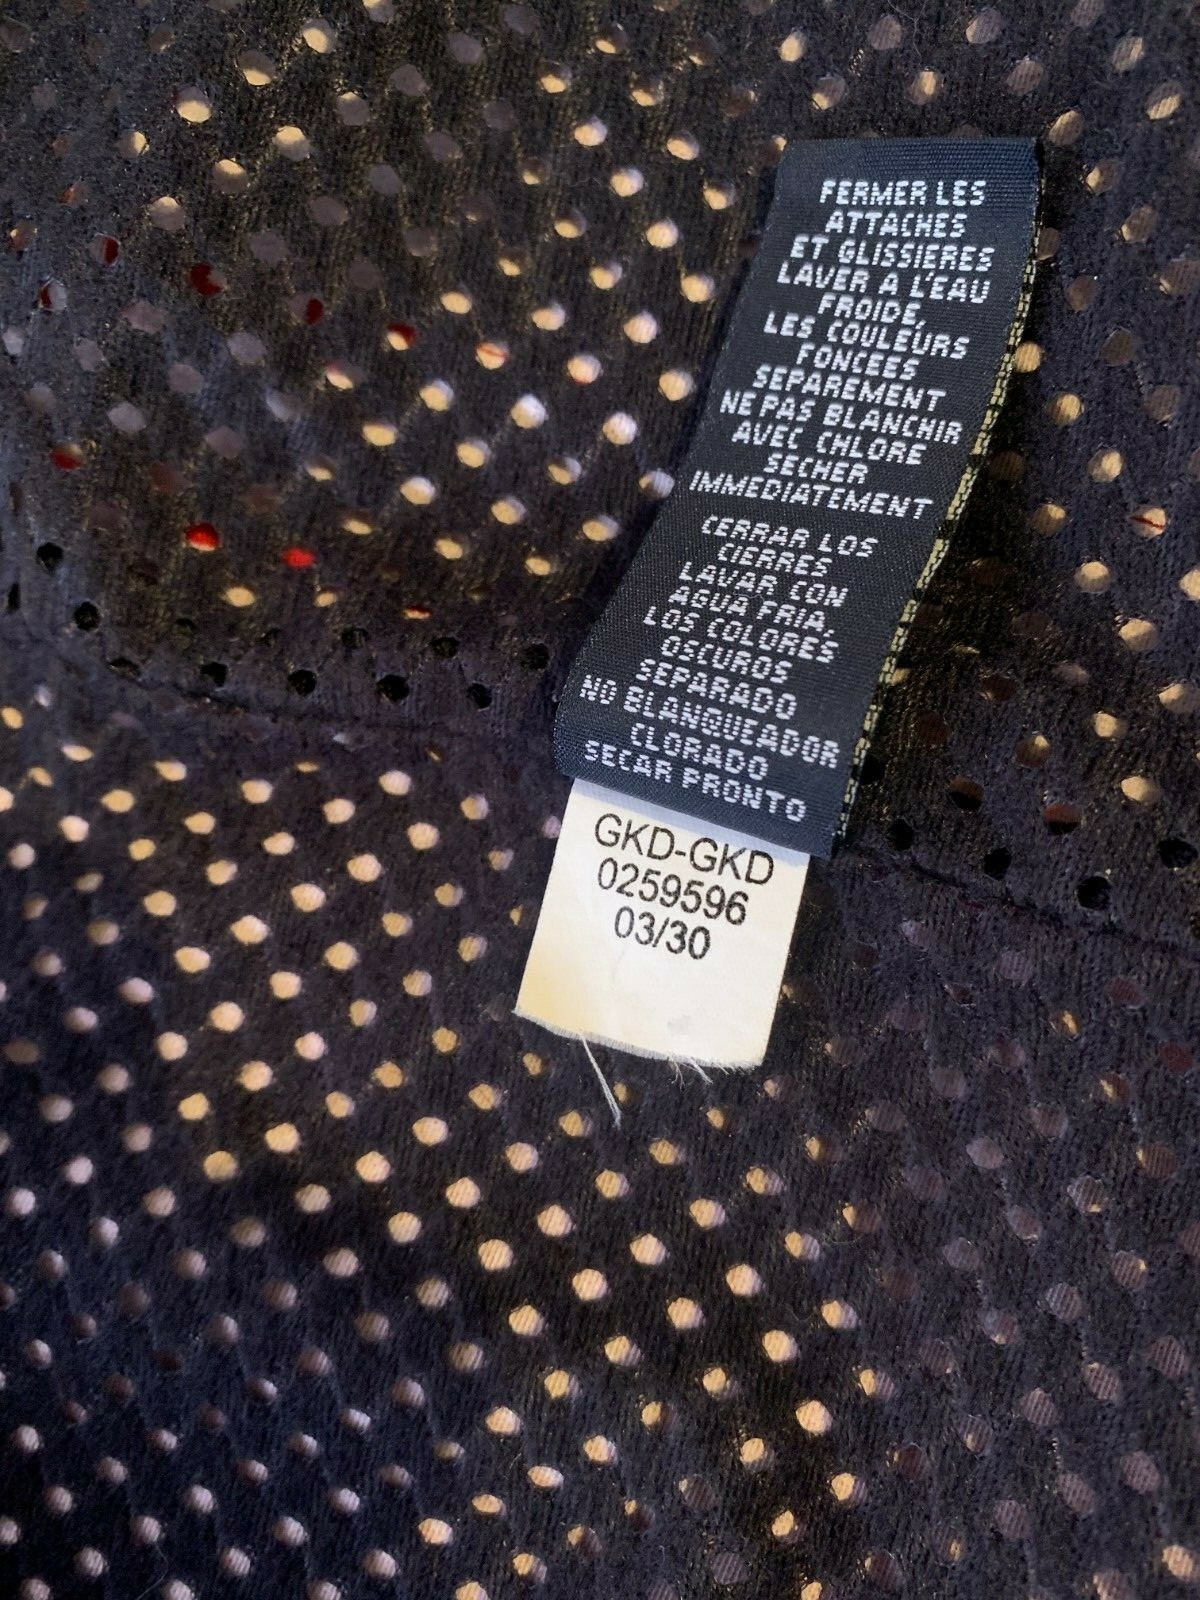 FERMER LES
ATTACHES
ET GLISSIERES
LAVER A L'EAU
FROIDE,
LES COULEURS
FONCEES
SEPAREMENT
NE PAS BLANCHIR
AVEC CHLORE
SECHER
IMMEDIATEMENT
CERRAR LOS
CIERRES
LAVAR CON
AGUA FRIA,
LOS COLORES
OSCUROS
SEPARADO
NO BLANQUEADOR
CLORADO
SECAR PRONTO
GKD-GKD
0259596
03/30